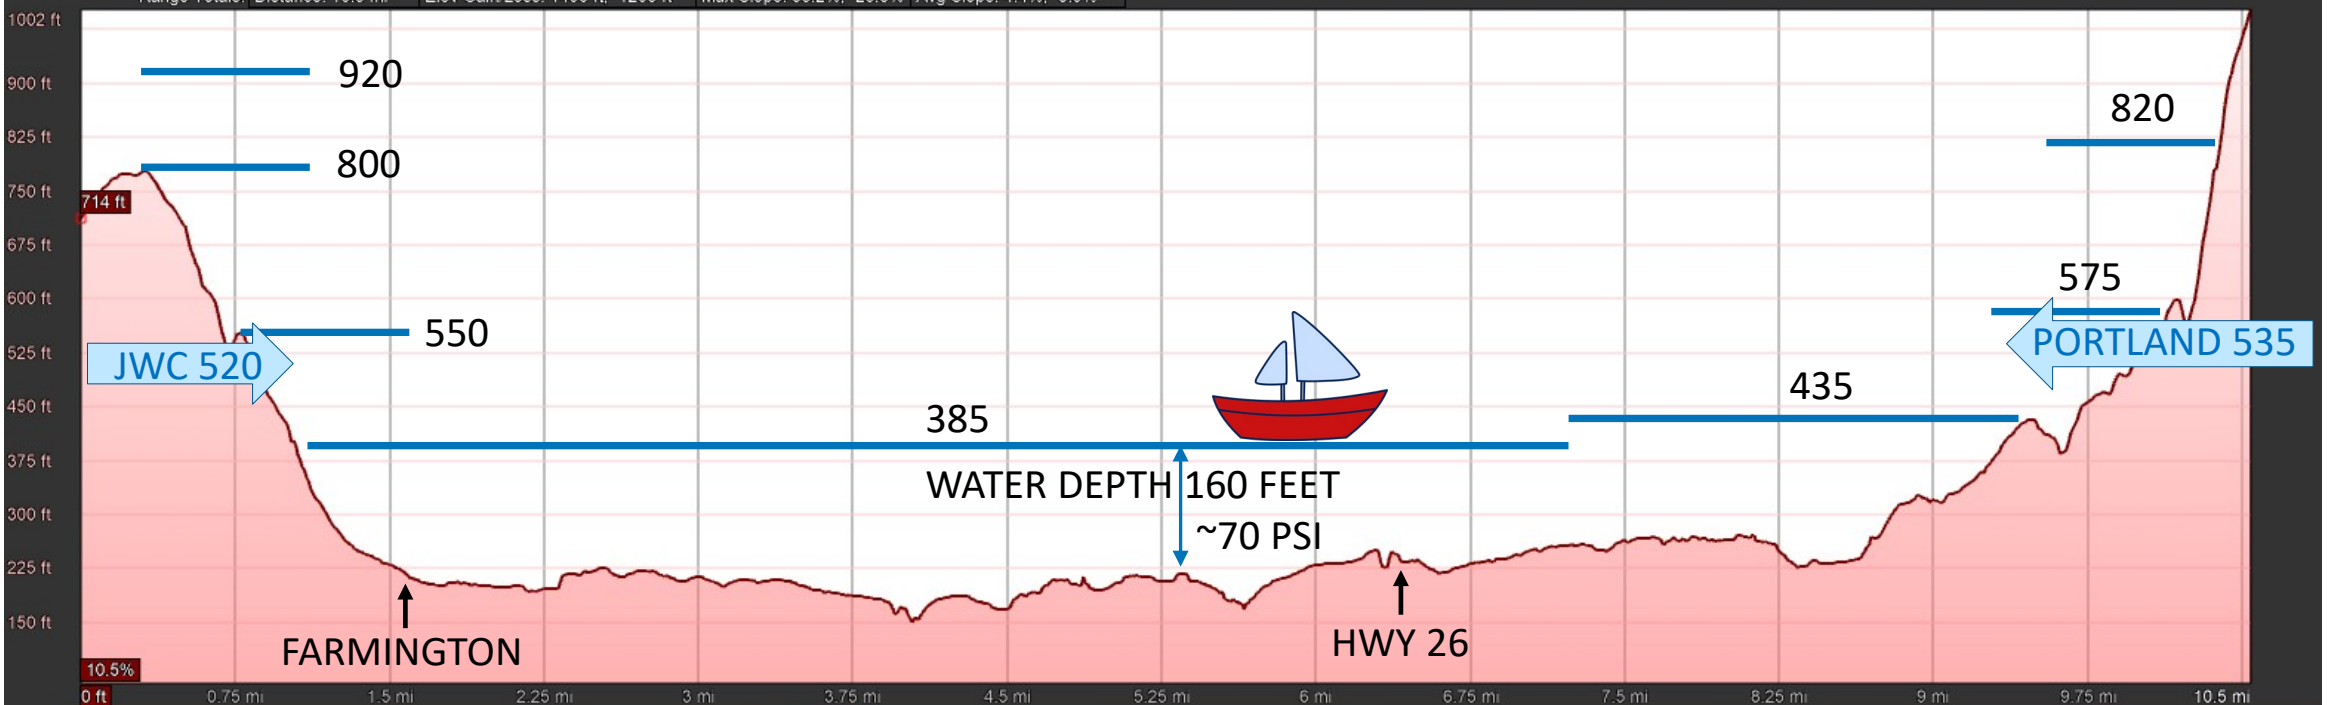 1002 ft
920
900 ft
825 ft
820
800
750 ft
714 ft
675 ft
600 ft
575
550
525 ft
JWC 520
PORTLAND 535
450 ft
435
385
375 ft
WATER DEPTH 160 FEET
300 ft
~70 PSI
225 ft
150 ft
FARMINGTON
HWY 26
10.5%
0 ft 0.75 mi 1.5 mi 2.25 mi 3 mi 3.75 mi 4.5 mi 5.25 mi 6 mi 6.75 mi 7.5 mi 8.25 mi 9 mi 9.75 mi 10.5 mi